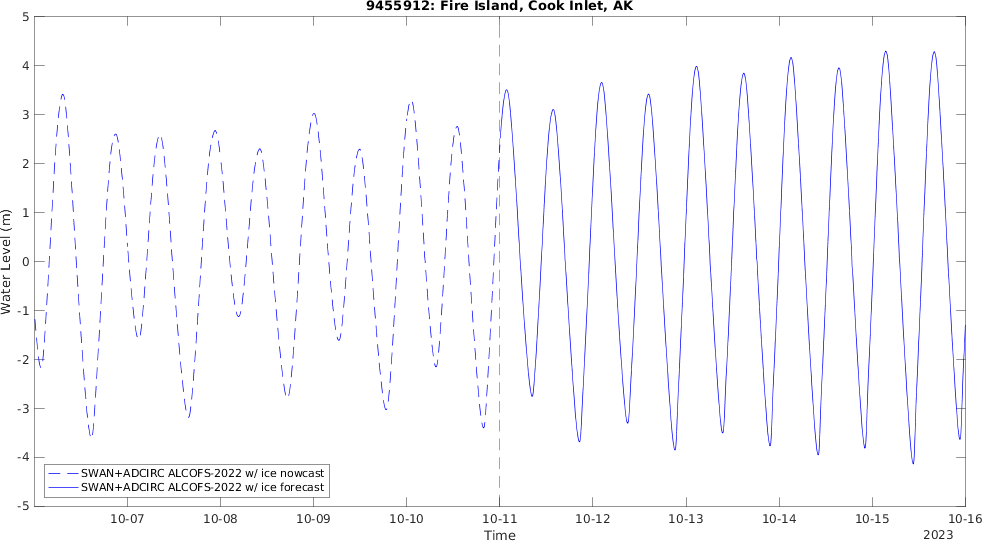 9455912: Fire Island, Cook Inlet, AK
5
4
3
2
1
0
-1
-2
-3
-4
-5
Water Level (m)
SWAN+ADCIRC ALCOFS-2022 w/ ice nowcast
SWAN+ADCIRC ALCOFS-2022 w/ ice forecast
10-07 10-08 10-09 10-10 10-11 10-12 10-13 10-14 10-15 10-16
Time
2023